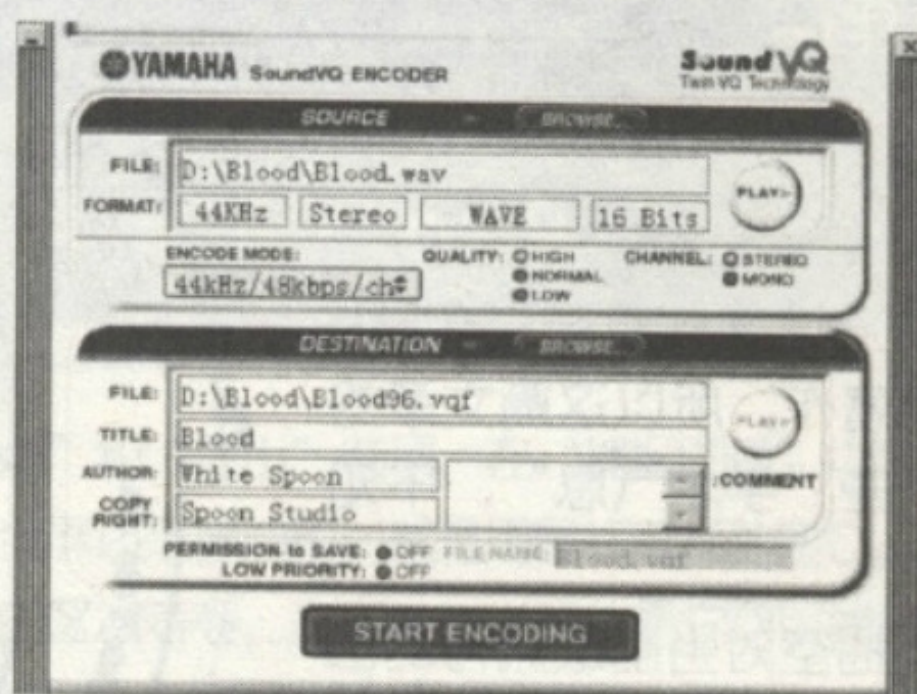 YAMAHA SoundVQ ENCODER
Sound VQ
Twin VQ Technology
SOURCE BROWSE...
FILE: D:\Blood\Blood.wav
PLAY
FORMAT: 44KHz Stereo WAVE 16 Bits
ENCODE MODE: QUALITY: HIGH CHANNEL: STEREO
44kHz/48kbps/ch NORMAL MONO
LOW
DESTINATION BROWSE...
FILE: D:\Blood\Blood96.vqf
PLAY
TITLE: Blood
AUTHOR: White Spoon :COMMENT
COPY RIGHT: Spoon Studio
PERMISSION to SAVE: OFF FILE NAME: Blood.vqf
LOW PRIORITY: OFF
START ENCODING